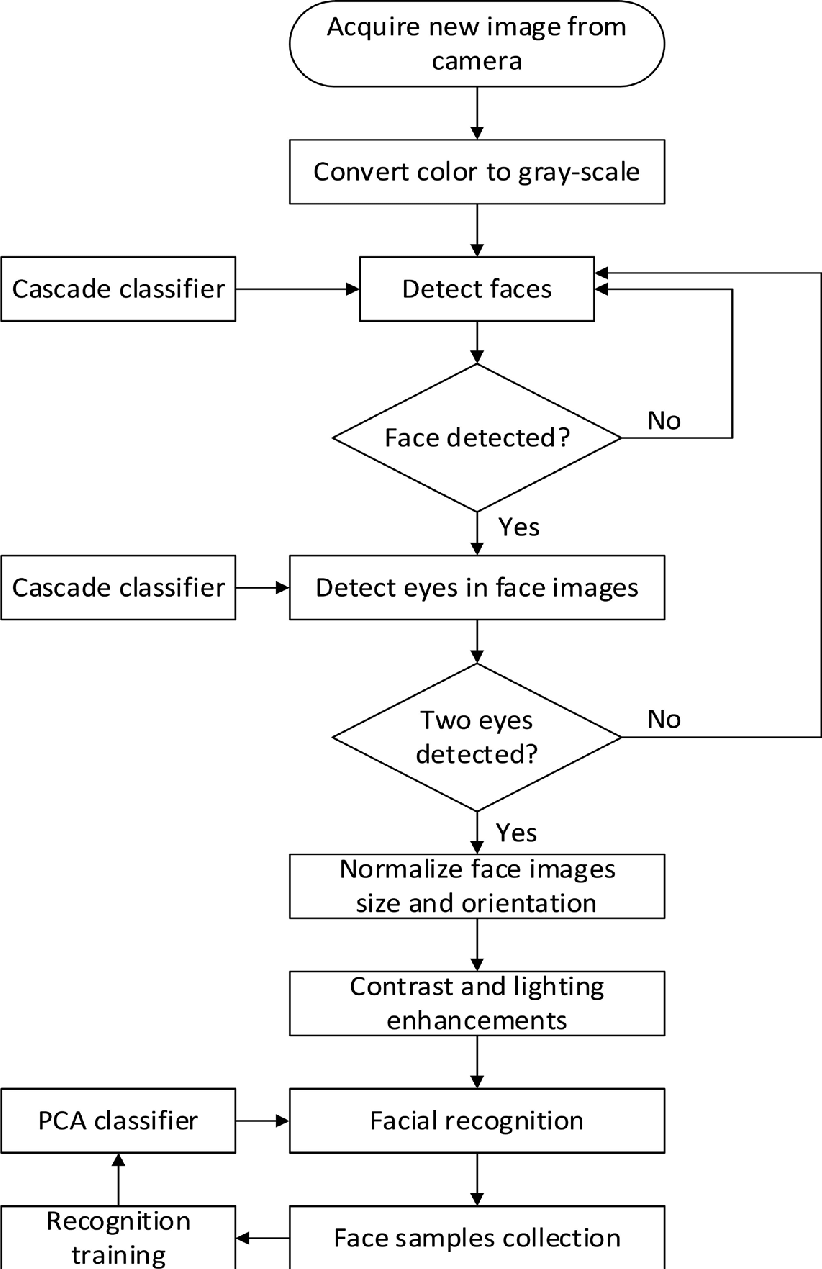 Acquire new image from
camera
Convert color to gray-scale
Cascade classifier
Detect faces
Face detected?
No
Yes
Cascade classifier
Detect eyes in face images
Two eyes
detected?
No
Yes
Normalize face images
size and orientation
Contrast and lighting
enhancements
PCA classifier
Facial recognition
Recognition
training
Face samples collection